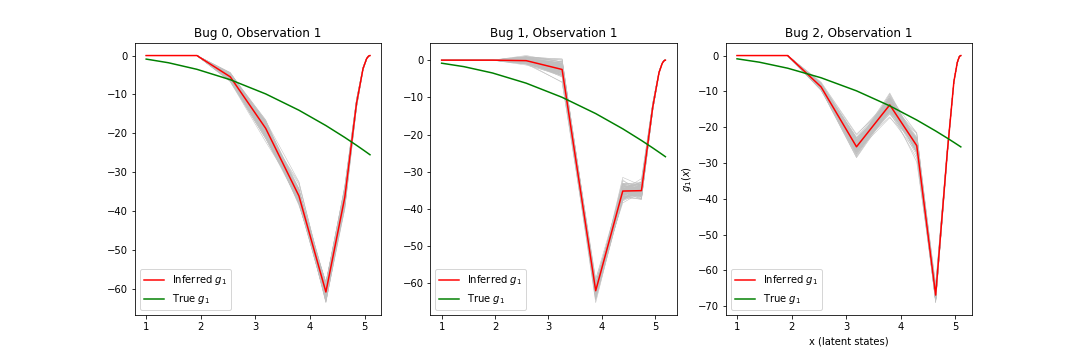 Bug 0, Observation 1
0
−10
−20
−30
−40
−50
−60
1 2 3 4 5
Inferred g₁
True g₁
Bug 1, Observation 1
0
−10
−20
−30
−40
−50
−60
1 2 3 4 5
Inferred g₁
True g₁
Bug 2, Observation 1
g₁(x)
0
−10
−20
−30
−40
−50
−60
−70
1 2 3 4 5
x (latent states)
Inferred g₁
True g₁